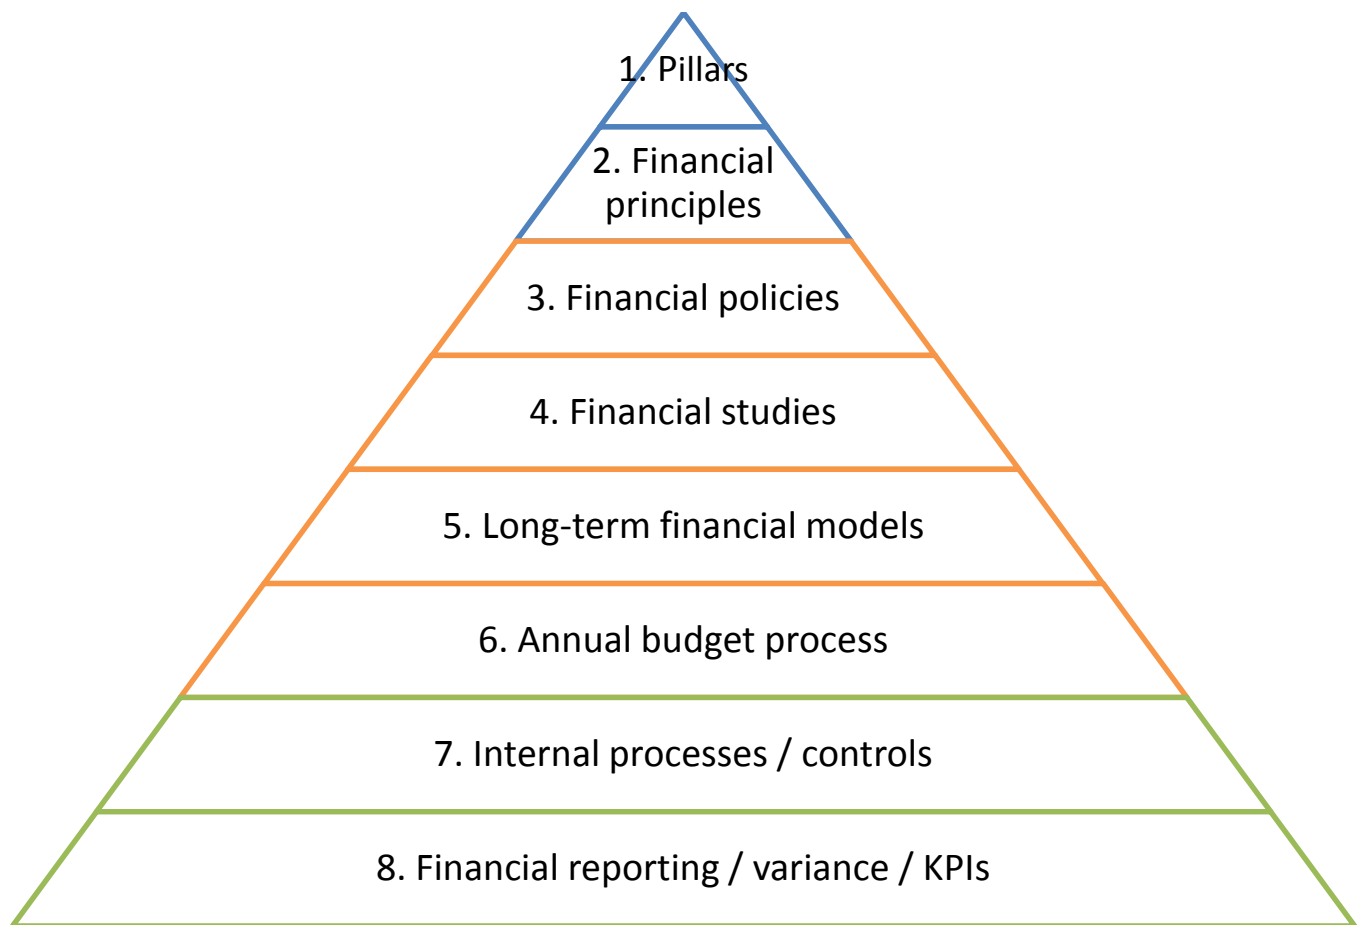 1. Pillars
2. Financial
principles
3. Financial policies
4. Financial studies
5. Long-term financial models
6. Annual budget process
7. Internal processes / controls
8. Financial reporting / variance / KPIs